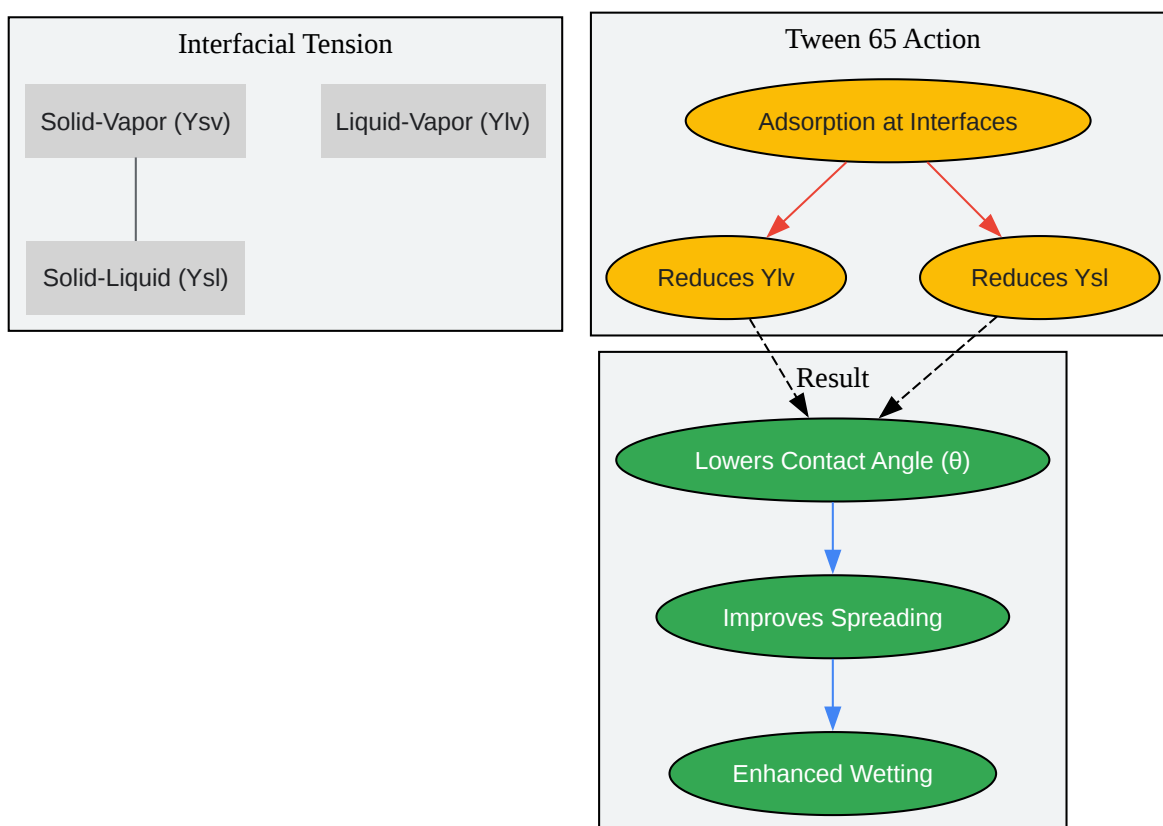 Interfacial Tension
Solid-Vapor (Ysv)
Liquid-Vapor (Ylv)
Solid-Liquid (Ysl)
Tween 65 Action
Adsorption at Interfaces
Reduces Ylv
Reduces Ysl
Result
Lowers Contact Angle (θ)
Improves Spreading
Enhanced Wetting